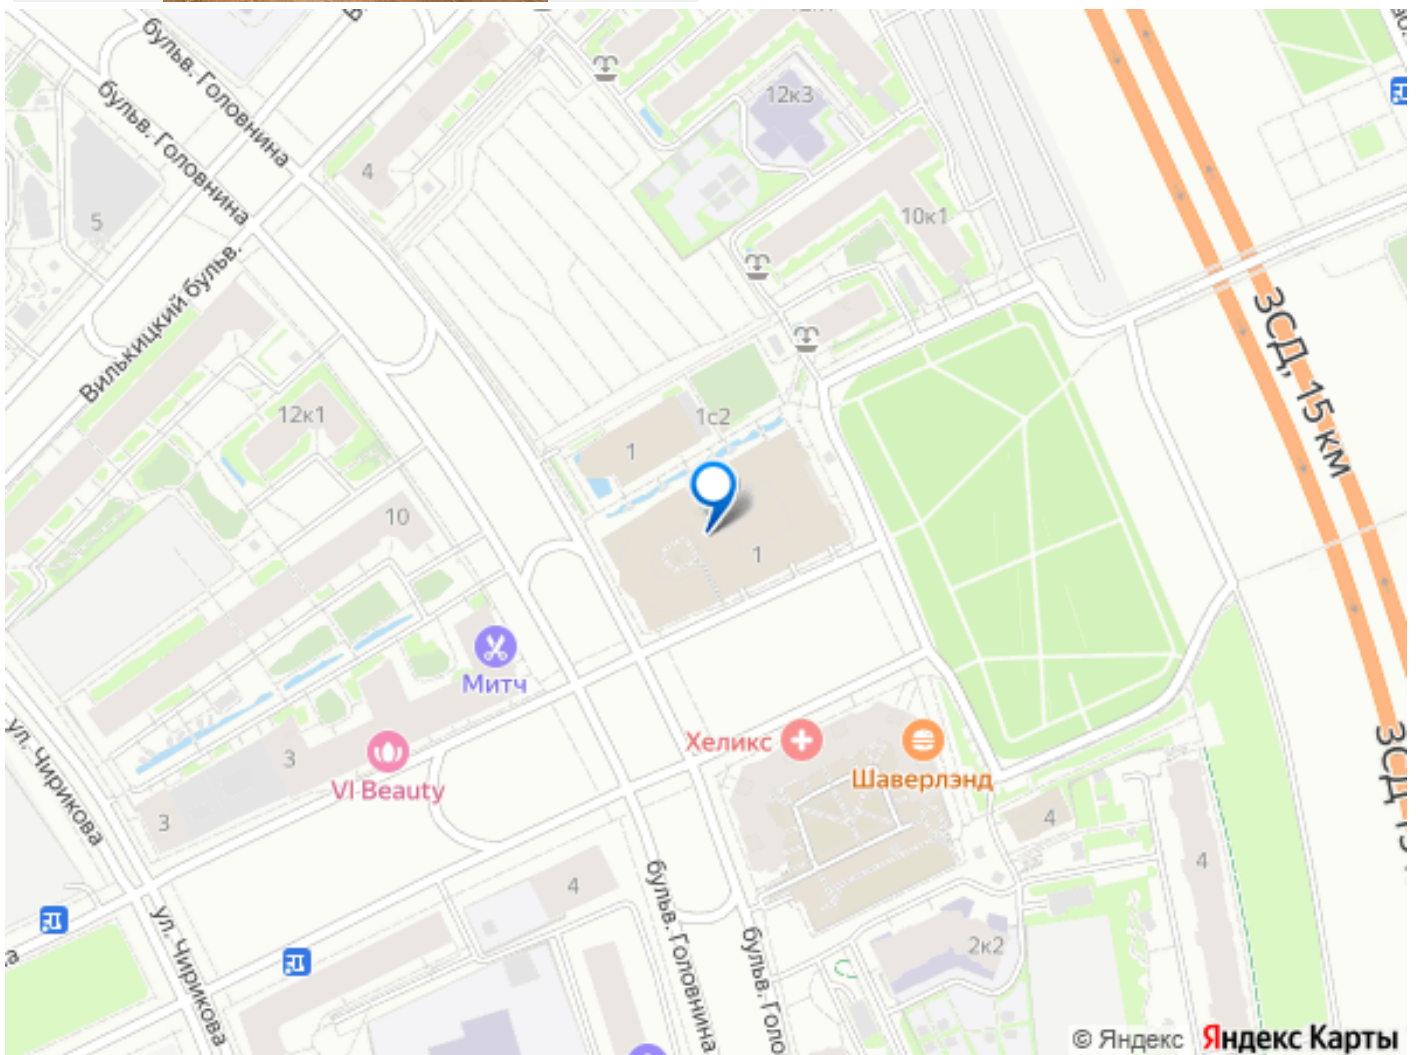 бульв. Головнина
бульв. Головнина
12к3
4
5
10к1
Вилькицкий бульв.
ЗСД, 15 км
12к1
1с2
1
10
1
Митч
ул. Чирикова
Хеликс
3
Шаверлэнд
VI Beauty
ЗСД
3
4
4
4
бульв. Головнина
ул. Чирикова
бульв. Голо
2к2
© Яндекс Яндекс Карты